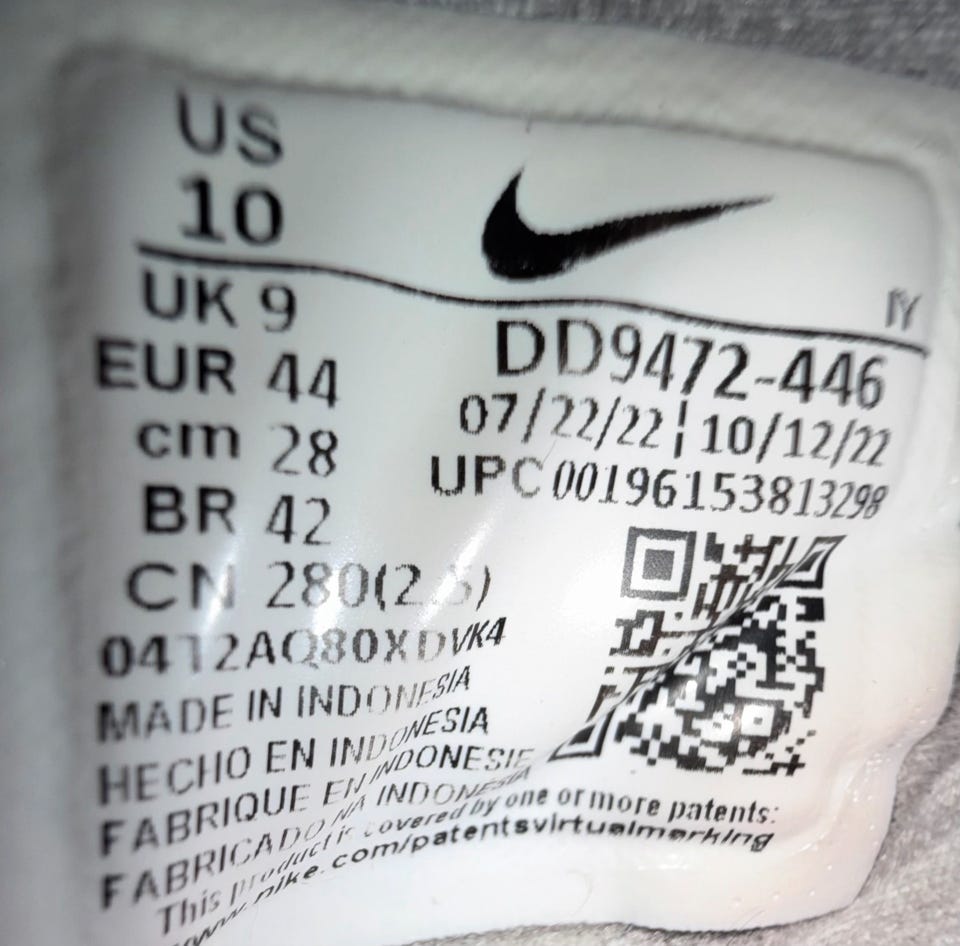 US
10
UK 9
EUR 44
cm 28
BR 42
CN 280(2.5)
IY
DD9472-446
07/22/22 ¦ 10/12/22
UPC 00196153813298
MADE IN INDONESIA
HECHO EN INDONESIA
FABRIQUE EN INDONESIE
FABRICADO NA INDONESIA
This product is covered by one or more patents:
www.nike.com/patentsvirtualmarking